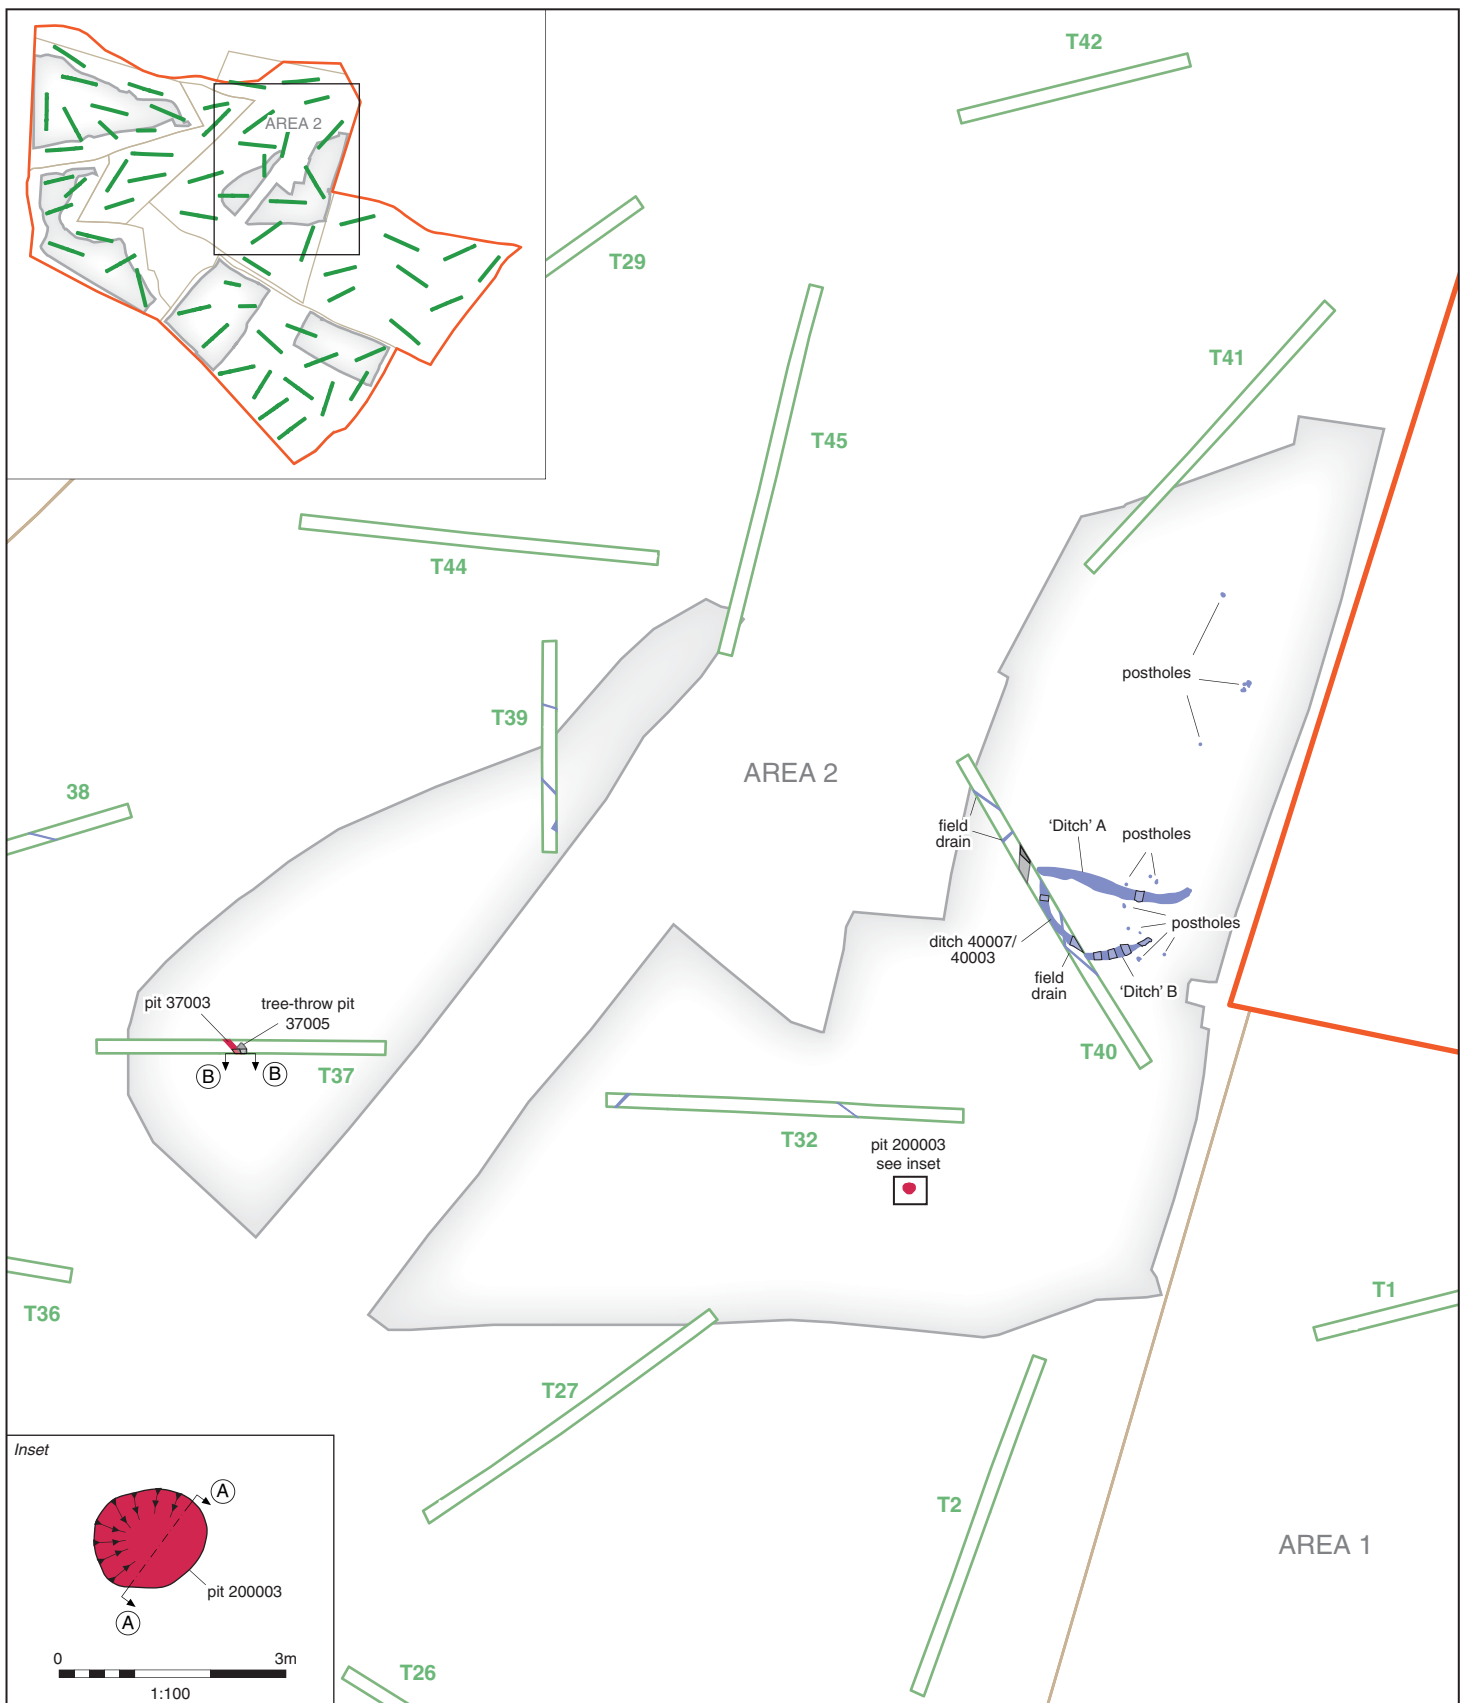 AREA 2
T42
T29
T41
T45
T44
postholes
T39
AREA 2
38
field
drain
'Ditch' A
postholes
postholes
ditch 40007/
40003
field
drain
'Ditch' B
pit 37003
tree-throw pit
37005
B
B
T37
T40
T32
pit 200003
see inset
T36
T1
T27
T2
AREA 1
Inset
A
pit 200003
A
0
3m
1:100
T26